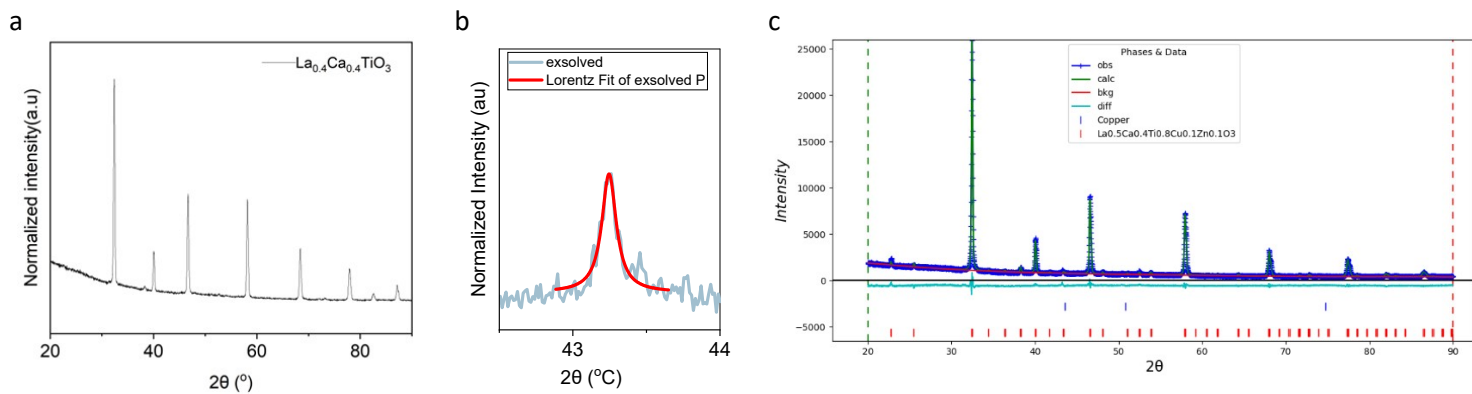 a
Normalized intensity(a.u)
La0.4Ca0.4TiO3
20 40 60 80
2θ (°)
b
Normalized Intensity (au)
exsolved
Lorentz Fit of exsolved P
43 44
2θ (°C)
c
Intensity
25000
20000
15000
10000
5000
0
−5000
Phases & Data
obs
calc
bkg
diff
Copper
La0.5Ca0.4Ti0.8Cu0.1Zn0.1O3
20 30 40 50 60 70 80 90
2θ